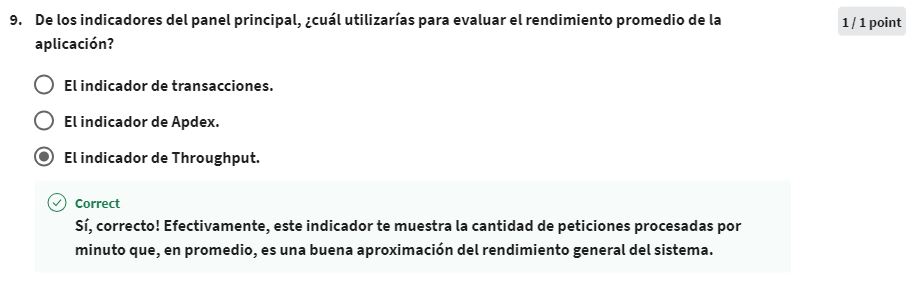 9. De los indicadores del panel principal, ¿cuál utilizarías para evaluar el rendimiento promedio de la
aplicación?
1 / 1 point
El indicador de transacciones.
El indicador de Apdex.
El indicador de Throughput.
Correct
Sí, correcto! Efectivamente, este indicador te muestra la cantidad de peticiones procesadas por
minuto que, en promedio, es una buena aproximación del rendimiento general del sistema.